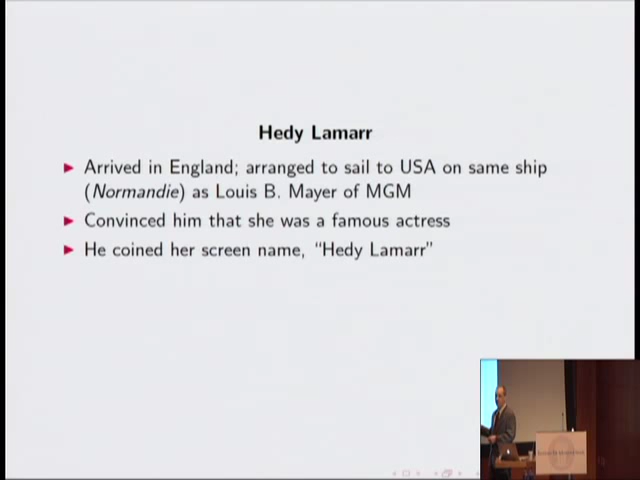 Hedy Lamarr
Arrived in England; arranged to sail to USA on same ship
(Normandie) as Louis B. Mayer of MGM
Convinced him that she was a famous actress
He coined her screen name, “Hedy Lamarr”